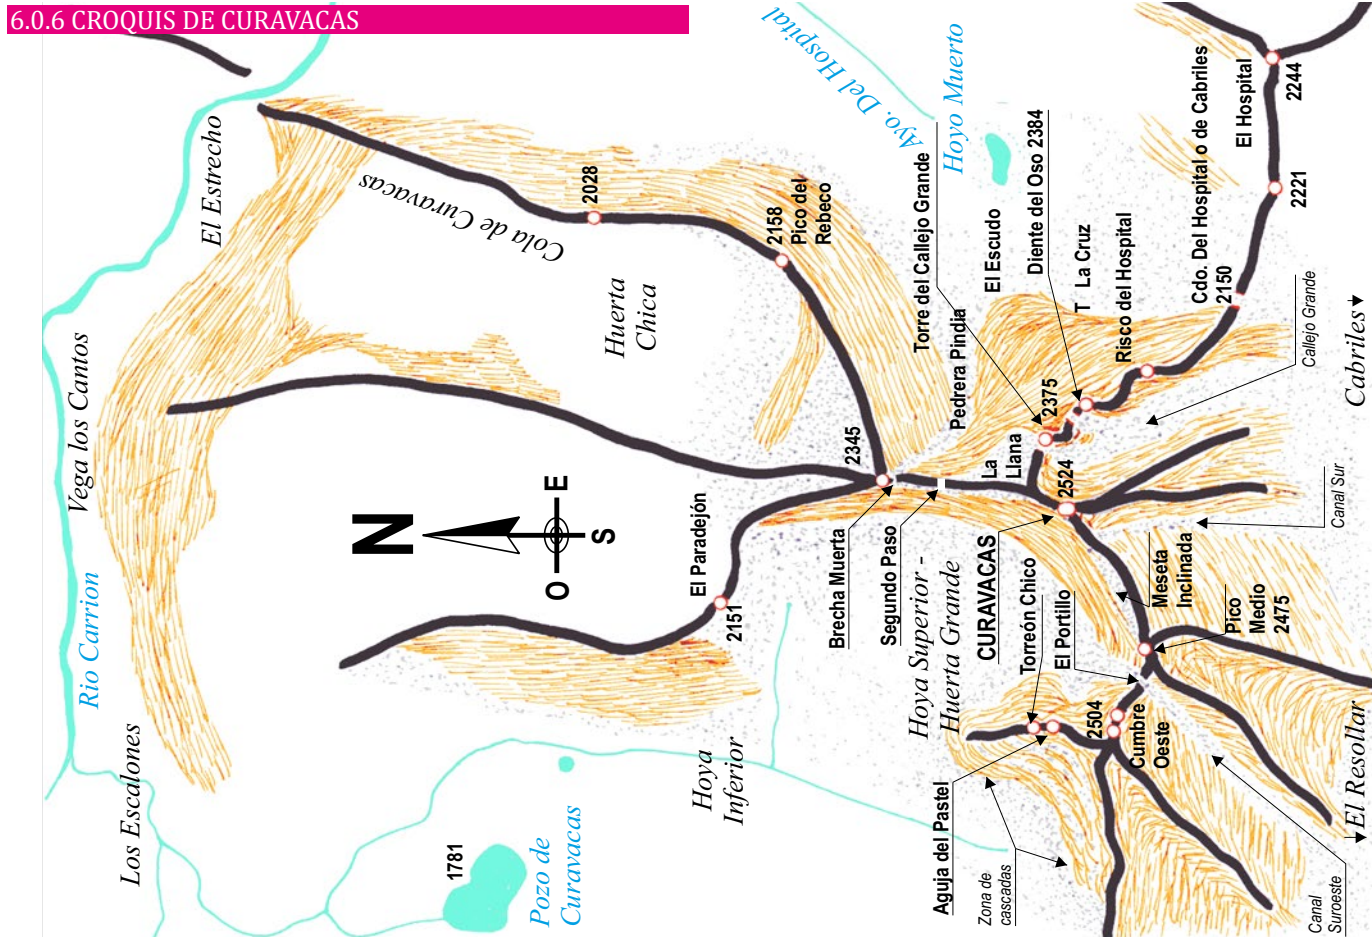 6.0.6 CROQUIS DE CURAVACAS
Ayo. Del Hospital
Hoyo Muerto
El Estrecho
Cola de Curavacas
2028
2158
Pico del
Rebeco
Huerta
Chica
Vega los Cantos
Rio Carrion
Los Escalones
N
E
S
O
El Paradejón
2151
2345
Brecha Muerta
Segundo Paso
Pedrera Pindia
Torre del Callejo Grande
El Escudo
Diente del Oso 2384
T La Cruz
Risco del Hospital
Cdo. Del Hospital o de Cabriles
2150
El Hospital
2244
2221
Callejo Grande
Cabriles
2375
La
Llana
2524
CURAVACAS
Canal Sur
Meseta
Inclinada
Pico
Medio
2475
Hoya Superior -
Huerta Grande
Torreón Chico
El Portillo
2504
Cumbre
Oeste
Aguja del Pastel
Zona de
cascadas
Hoya
Inferior
1781
Pozo de
Curavacas
El Resollar
Canal
Suroeste